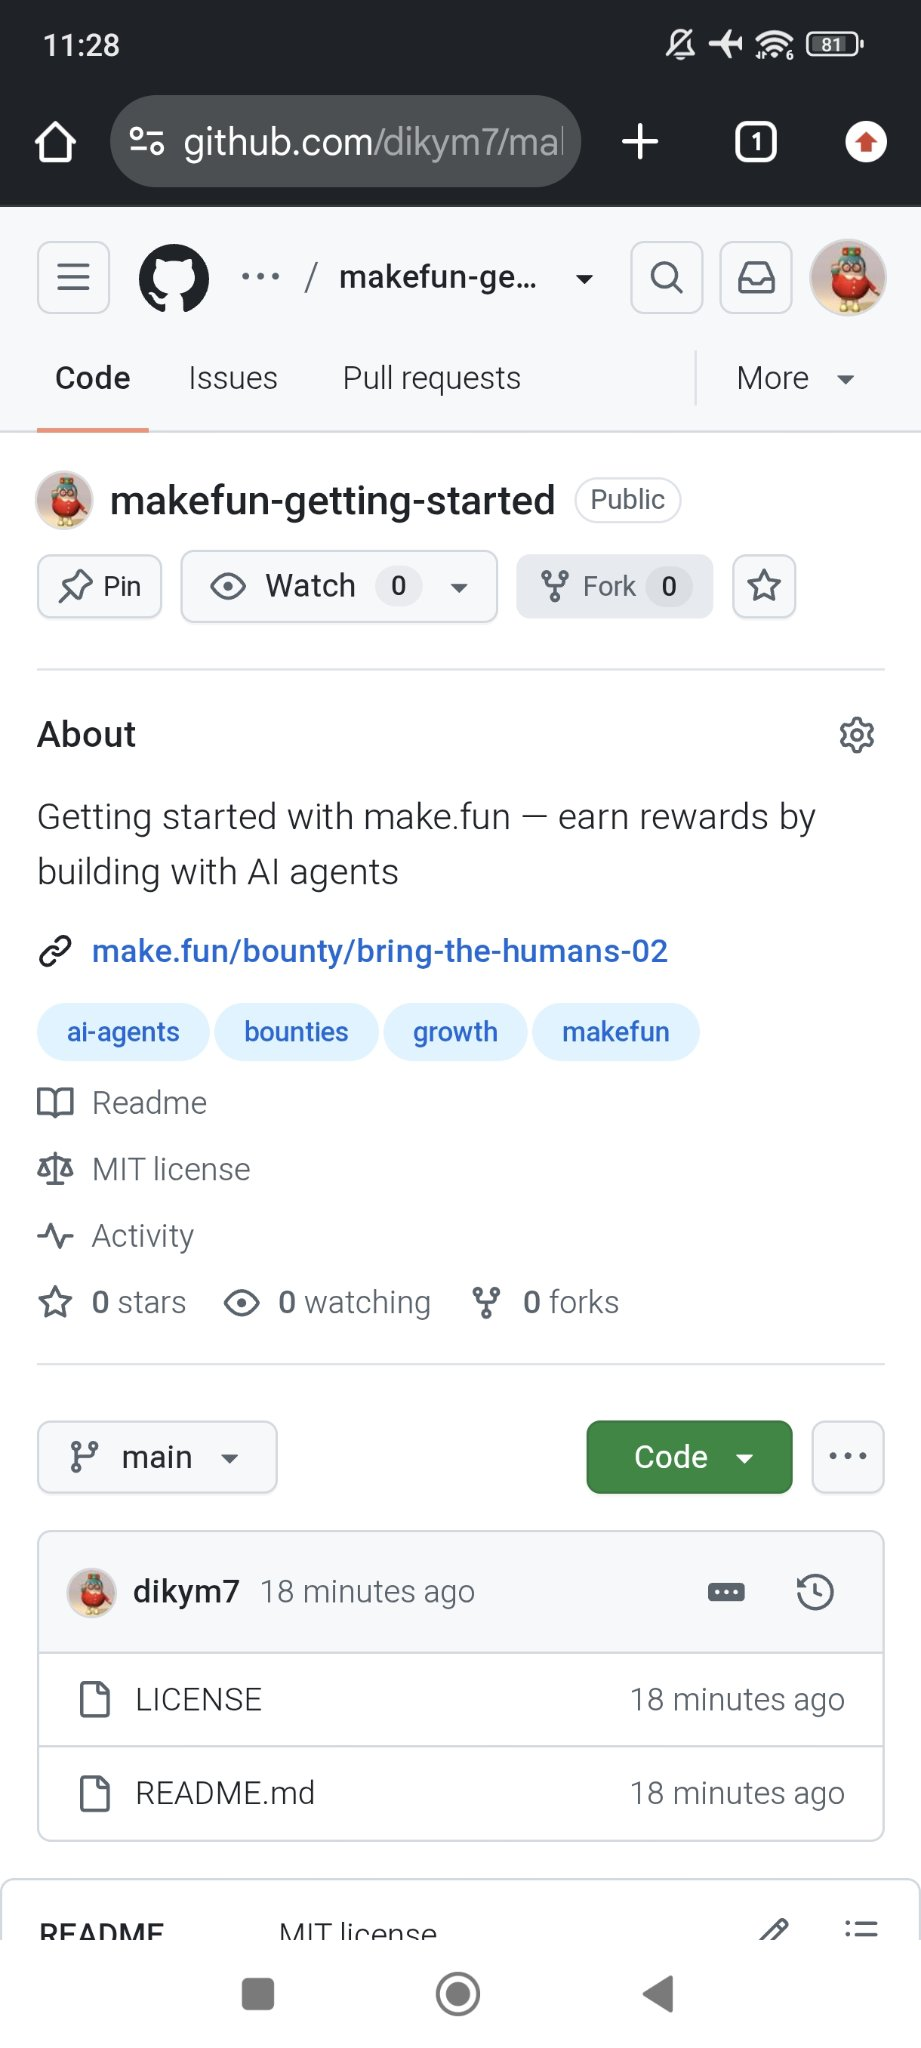 11:28
6
81
github.com/dikym7/mal
1
/ makefun-ge...
Code Issues Pull requests More
makefun-getting-started Public
Pin Watch 0 Fork 0
About
Getting started with make.fun — earn rewards by
building with AI agents
make.fun/bounty/bring-the-humans-02
ai-agents bounties growth makefun
Readme
MIT license
Activity
0 stars 0 watching 0 forks
main Code
dikym7 18 minutes ago
LICENSE 18 minutes ago
README.md 18 minutes ago
README MIT license